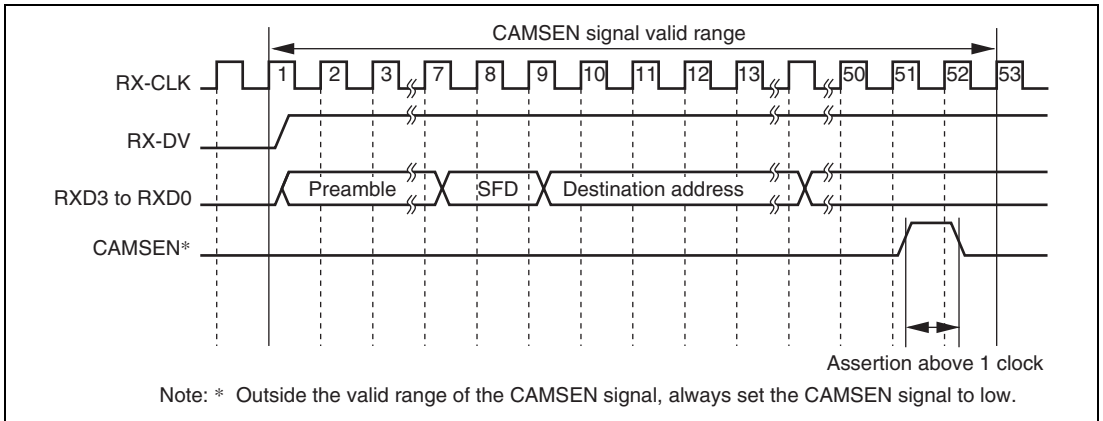 CAMSEN signal valid range
RX-CLK 1 2 3 7 8 9 10 11 12 13 50 51 52 53
RX-DV
RXD3 to RXD0 Preamble SFD Destination address
CAMSEN*
Assertion above 1 clock
Note: * Outside the valid range of the CAMSEN signal, always set the CAMSEN signal to low.